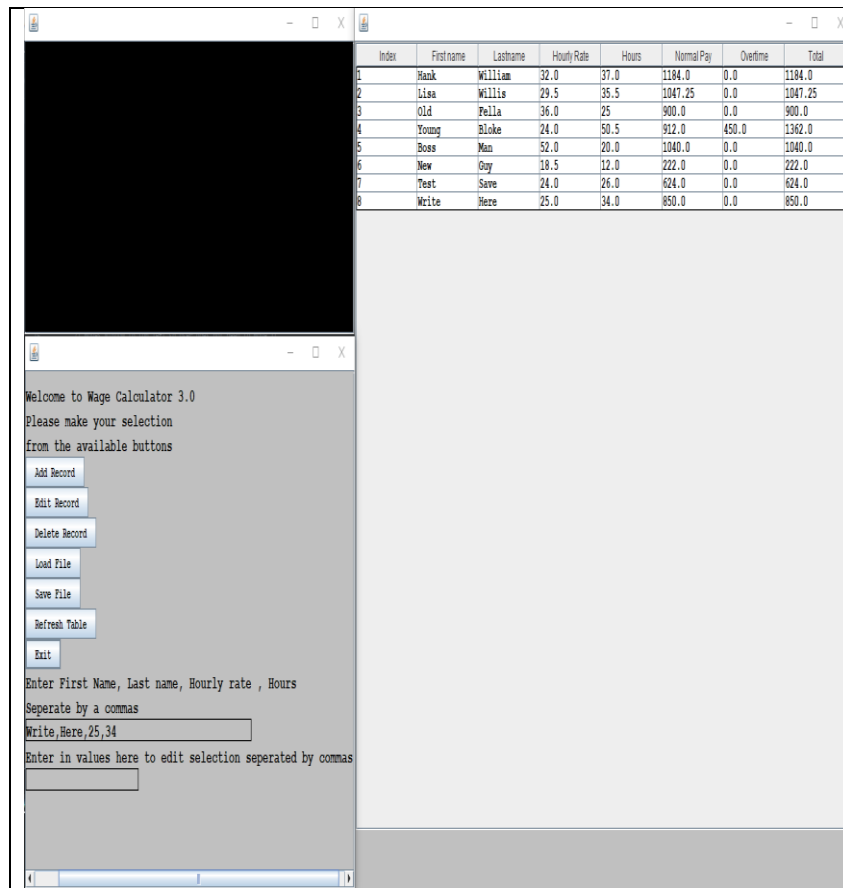 Index First name Lastname Hourly Rate Hours Normal Pay Overtime Total
1 Hank William 32.0 37.0 1184.0 0.0 1184.0
2 Lisa Willis 29.5 35.5 1047.25 0.0 1047.25
3 Old Fella 36.0 25 900.0 0.0 900.0
4 Young Bloke 24.0 50.5 912.0 450.0 1362.0
5 Boss Man 52.0 20.0 1040.0 0.0 1040.0
6 New Guy 18.5 12.0 222.0 0.0 222.0
7 Test Save 24.0 26.0 624.0 0.0 624.0
8 Write Here 25.0 34.0 850.0 0.0 850.0
Welcome to Wage Calculator 3.0
Please make your selection
from the available buttons
Add Record
Edit Record
Delete Record
Load File
Save File
Refresh Table
Exit
Enter First Name, Last name, Hourly rate , Hours
Seperate by a commas
Write,Here,25,34
Enter in values here to edit selection seperated by commas